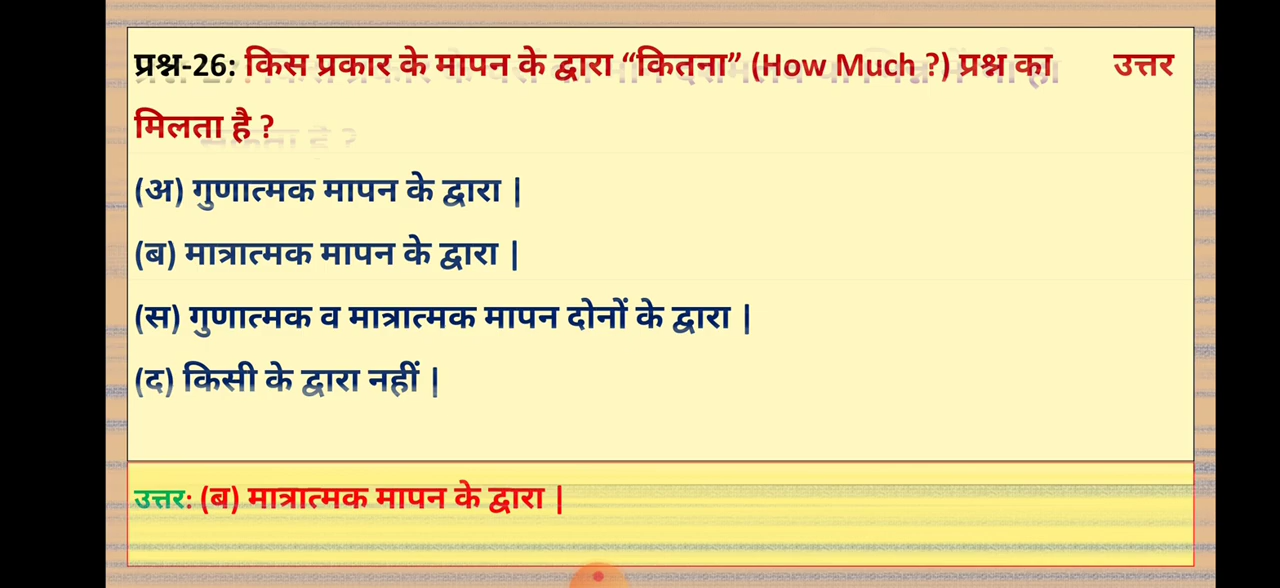 प्रश्न-26: किस प्रकार के मापन के द्वारा “कितना” (How Much ?) प्रश्न का उत्तर
मिलता है ?
(अ) गुणात्मक मापन के द्वारा |
(ब) मात्रात्मक मापन के द्वारा |
(स) गुणात्मक व मात्रात्मक मापन दोनों के द्वारा |
(द) किसी के द्वारा नहीं |
उत्तर: (ब) मात्रात्मक मापन के द्वारा |